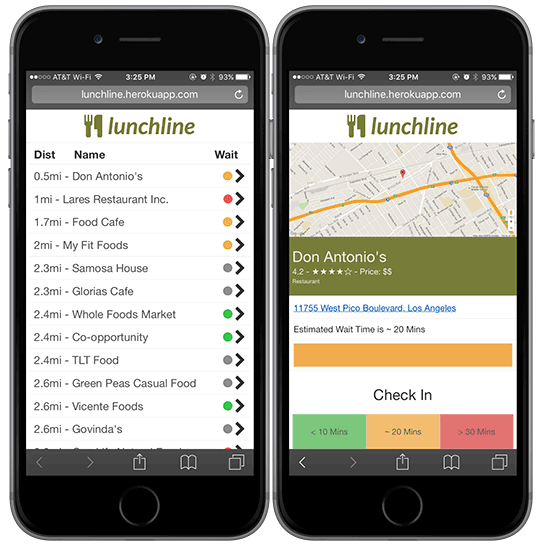 AT&T Wi-Fi 3:25 PM 93%
lunchline.herokuapp.com
lunchline
Dist Name Wait
0.5mi - Don Antonio's
1mi - Lares Restaurant Inc.
1.7mi - Food Cafe
2mi - My Fit Foods
2.3mi - Samosa House
2.3mi - Glorias Cafe
2.4mi - Whole Foods Market
2.4mi - Co-opportunity
2.4mi - TLT Food
2.6mi - Green Peas Casual Food
2.6mi - Vicente Foods
2.6mi - Govinda's
AT&T Wi-Fi 3:25 PM 93%
lunchline.herokuapp.com
lunchline
Don Antonio's
4.2 - ★★★★☆ - Price: $$
Restaurant
11755 West Pico Boulevard, Los Angeles
Estimated Wait Time is ~ 20 Mins
Check In
< 10 Mins ~ 20 Mins > 30 Mins